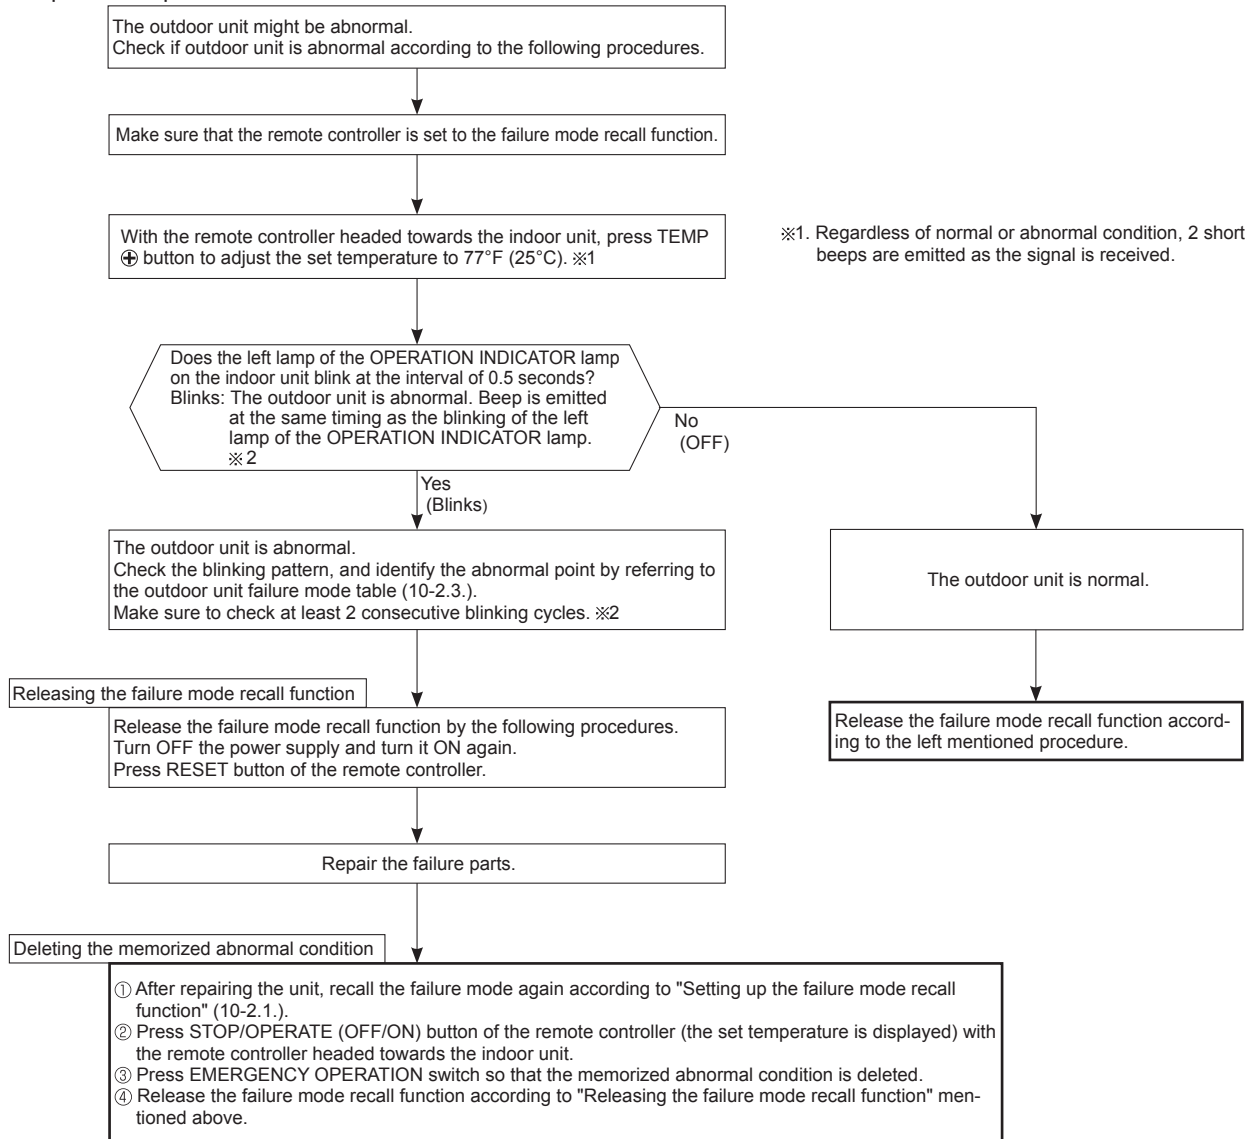 The outdoor unit might be abnormal.
Check if outdoor unit is abnormal according to the following procedures.
Make sure that the remote controller is set to the failure mode recall function.
With the remote controller headed towards the indoor unit, press TEMP
⊕ button to adjust the set temperature to 77°F (25°C). ※1
※1. Regardless of normal or abnormal condition, 2 short
beeps are emitted as the signal is received.
Does the left lamp of the OPERATION INDICATOR lamp
on the indoor unit blink at the interval of 0.5 seconds?
Blinks: The outdoor unit is abnormal. Beep is emitted
at the same timing as the blinking of the left
lamp of the OPERATION INDICATOR lamp.
※2
No
(OFF)
Yes
(Blinks)
The outdoor unit is abnormal.
Check the blinking pattern, and identify the abnormal point by referring to
the outdoor unit failure mode table (10-2.3.).
Make sure to check at least 2 consecutive blinking cycles. ※2
The outdoor unit is normal.
Releasing the failure mode recall function
Release the failure mode recall function by the following procedures.
Turn OFF the power supply and turn it ON again.
Press RESET button of the remote controller.
Release the failure mode recall function accord-
ing to the left mentioned procedure.
Repair the failure parts.
Deleting the memorized abnormal condition
① After repairing the unit, recall the failure mode again according to "Setting up the failure mode recall
function" (10-2.1.).
② Press STOP/OPERATE (OFF/ON) button of the remote controller (the set temperature is displayed) with
the remote controller headed towards the indoor unit.
③ Press EMERGENCY OPERATION switch so that the memorized abnormal condition is deleted.
④ Release the failure mode recall function according to "Releasing the failure mode recall function" men-
tioned above.